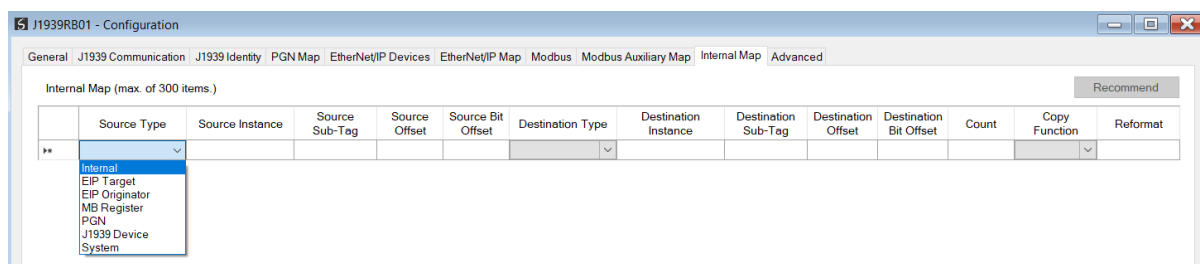 J1939RB01 - Configuration
General J1939 Communication J1939 Identity PGN Map EtherNet/IP Devices EtherNet/IP Map Modbus Modbus Auxiliary Map Internal Map Advanced
Internal Map (max. of 300 items.) Recommend
Source Type Source Instance Source Sub-Tag Source Offset Source Bit Offset Destination Type Destination Instance Destination Sub-Tag Destination Offset Destination Bit Offset Count Copy Function Reformat
Internal
EIP Target
EIP Originator
MB Register
PGN
J1939 Device
System